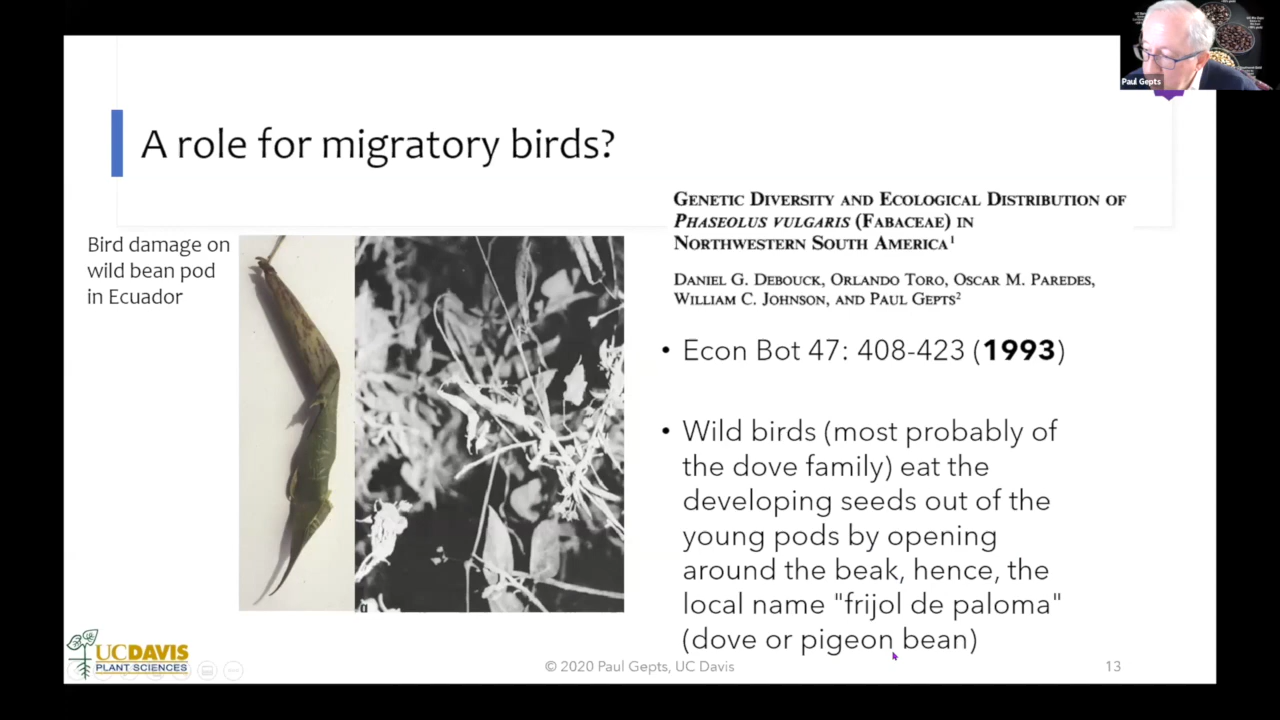 Paul Gepts
A role for migratory birds?
Bird damage on
wild bean pod
in Ecuador
GENETIC DIVERSITY AND ECOLOGICAL DISTRIBUTION OF
PHASEOLUS VULGARIS (FABACEAE) IN
NORTHWESTERN SOUTH AMERICA¹
DANIEL G. DEBOUCK, ORLANDO TORO, OSCAR M. PAREDES,
WILLIAM C. JOHNSON, AND PAUL GEPTS²
• Econ Bot 47: 408-423 (1993)
• Wild birds (most probably of
the dove family) eat the
developing seeds out of the
young pods by opening
around the beak, hence, the
local name "frijol de paloma"
(dove or pigeon bean)
UCDAVIS
PLANT SCIENCES
© 2020 Paul Gepts, UC Davis
13